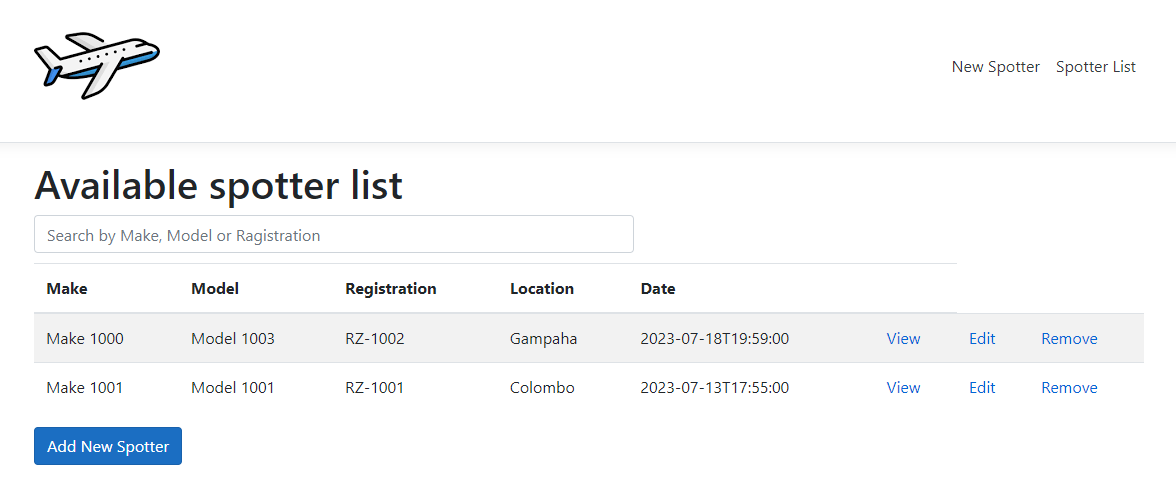 New Spotter Spotter List
Available spotter list
Search by Make, Model or Ragistration
Make Model Registration Location Date
Make 1000 Model 1003 RZ-1002 Gampaha 2023-07-18T19:59:00 View Edit Remove
Make 1001 Model 1001 RZ-1001 Colombo 2023-07-13T17:55:00 View Edit Remove
Add New Spotter